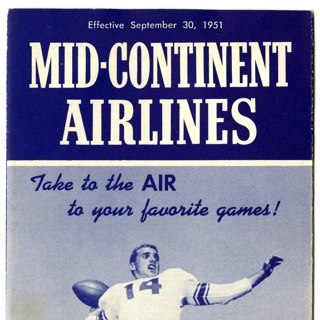 Effective September 30, 1951
MID-CONTINENT
AIRLINES
Take to the AIR
to your favorite games!
14